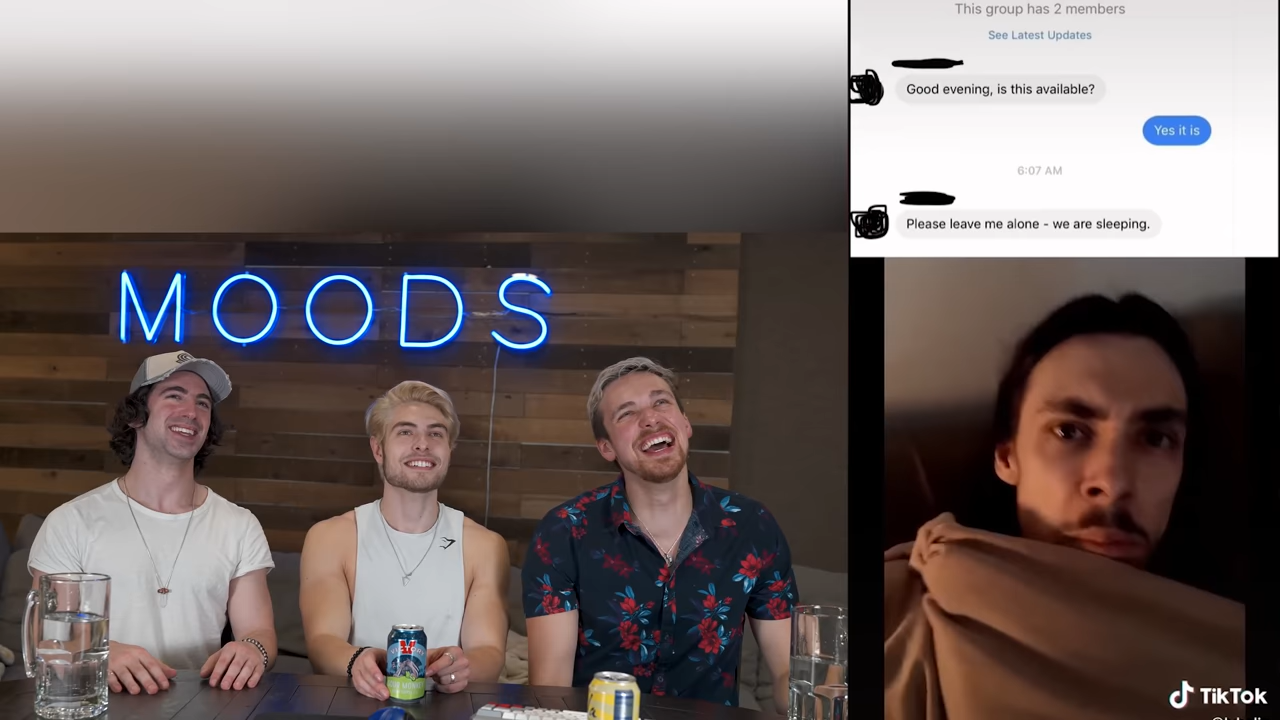 This group has 2 members
See Latest Updates
Good evening, is this available?
Yes it is
6:07 AM
Please leave me alone - we are sleeping.
MOODS
VICTORY
TikTok